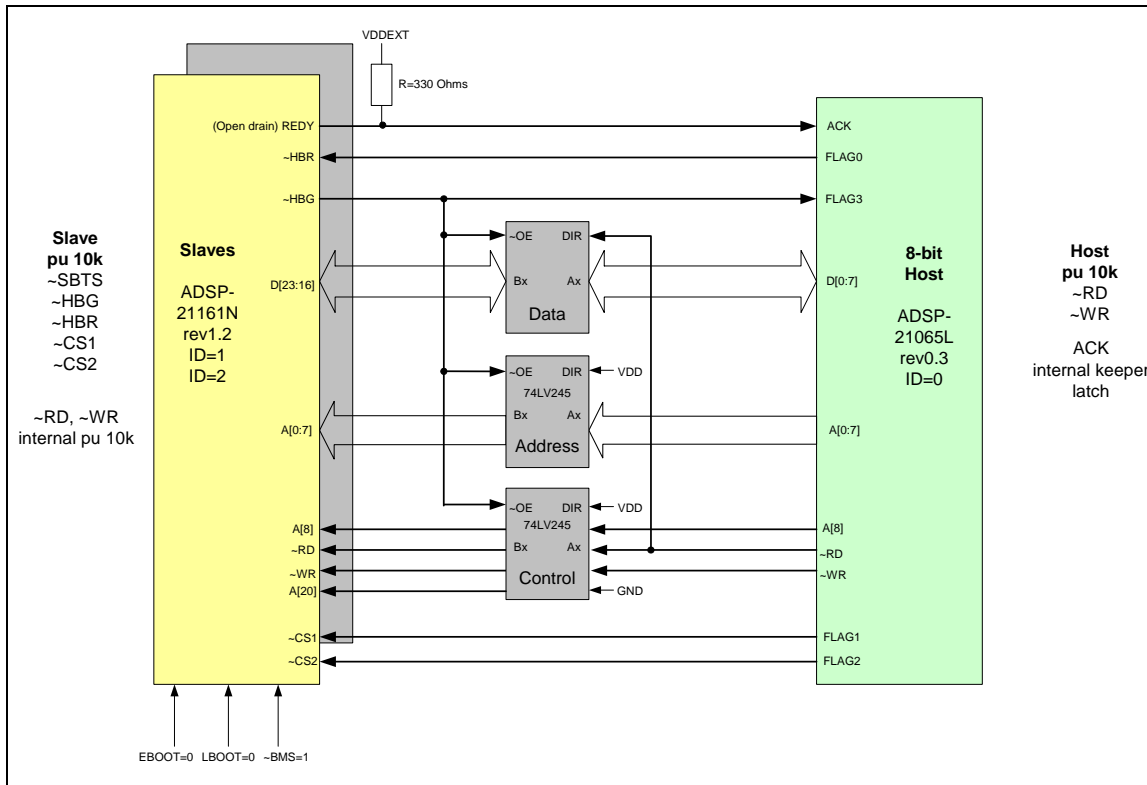 VDDEXT
R=330 Ohms
(Open drain) REDY
~HBR
~HBG
D[23:16]
A[0:7]
A[8]
~RD
~WR
A[20]
~CS1
~CS2
Slave
pu 10k
~SBTS
~HBG
~HBR
~CS1
~CS2
~RD, ~WR
internal pu 10k
Slaves
ADSP-
21161N
rev1.2
ID=1
ID=2
~OE DIR
Bx Ax
Data
~OE DIR
74LV245
Bx Ax
Address
VDD
~OE DIR
74LV245
Bx Ax
Control
VDD
GND
ACK
FLAG0
FLAG3
D[0:7]
A[0:7]
A[8]
~RD
~WR
FLAG1
FLAG2
8-bit
Host
ADSP-
21065L
rev0.3
ID=0
Host
pu 10k
~RD
~WR
ACK
internal keeper
latch
EBOOT=0 LBOOT=0 ~BMS=1